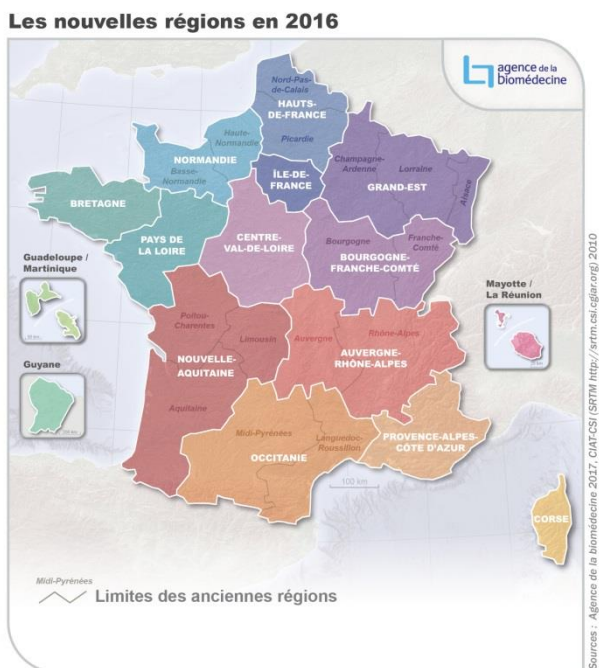 Les nouvelles régions en 2016
agence de la
biomédecine
Nord-Pas-
de-Calais
HAUTS-
DE-FRANCE
Picardie
Haute-
Normandie
NORMANDIE
Basse-
Normandie
ÎLE-DE-
FRANCE
Champagne-
Ardenne
Lorraine
GRAND-EST
Alsace
BRETAGNE
PAYS DE
LA LOIRE
CENTRE-
VAL-DE-LOIRE
Bourgogne
Franche-
Comté
BOURGOGNE-
FRANCHE-COMTÉ
Guadeloupe /
Martinique
Mayotte /
La Réunion
Guyane
Poitou-
Charentes
Limousin
NOUVELLE-
AQUITAINE
Aquitaine
Auvergne
Rhône-Alpes
AUVERGNE-
RHÔNE-ALPES
Midi-Pyrénées
Languedoc-
Roussillon
OCCITANIE
PROVENCE-ALPES-
CÔTE D'AZUR
100 km
CORSE
Midi-Pyrénées
Limites des anciennes régions
Sources : Agence de la biomédecine 2017, CIAT-CSI (SRTM http://srtm.csi.cgiar.org) 2010